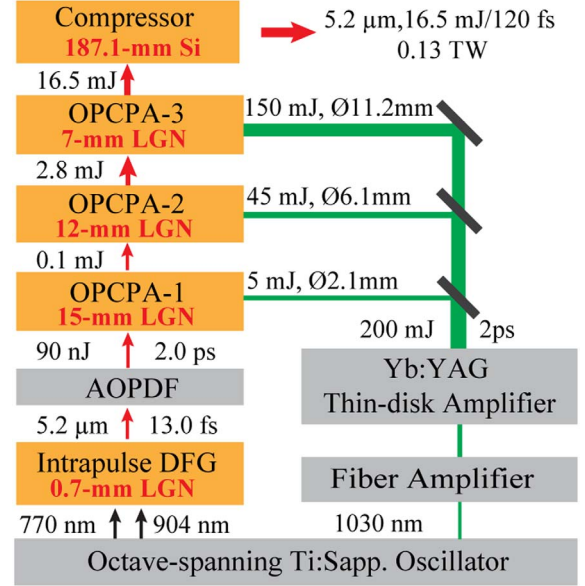 Compressor
187.1-mm Si
5.2 μm,16.5 mJ/120 fs
0.13 TW
16.5 mJ
OPCPA-3
7-mm LGN
150 mJ, Ø11.2mm
2.8 mJ
OPCPA-2
12-mm LGN
45 mJ, Ø6.1mm
0.1 mJ
OPCPA-1
15-mm LGN
5 mJ, Ø2.1mm
90 nJ 2.0 ps
200 mJ 2ps
AOPDF
Yb:YAG
Thin-disk Amplifier
5.2 μm 13.0 fs
Intrapulse DFG
0.7-mm LGN
Fiber Amplifier
770 nm 904 nm
1030 nm
Octave-spanning Ti:Sapp. Oscillator